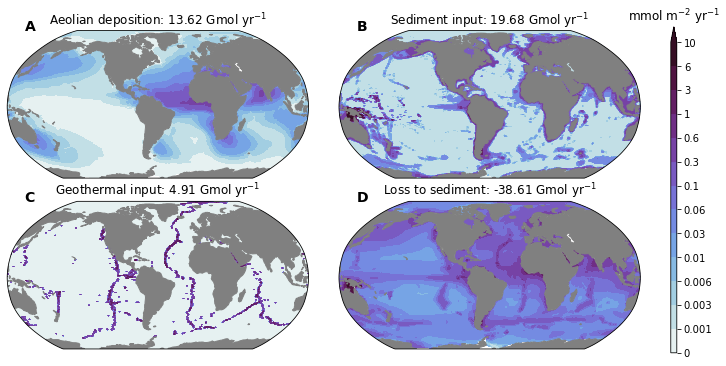 A Aeolian deposition: 13.62 Gmol yr⁻¹
B Sediment input: 19.68 Gmol yr⁻¹
mmol m⁻² yr⁻¹
C Geothermal input: 4.91 Gmol yr⁻¹
D Loss to sediment: -38.61 Gmol yr⁻¹
10
6
3
1
0.6
0.3
0.1
0.06
0.03
0.01
0.006
0.003
0.001
0